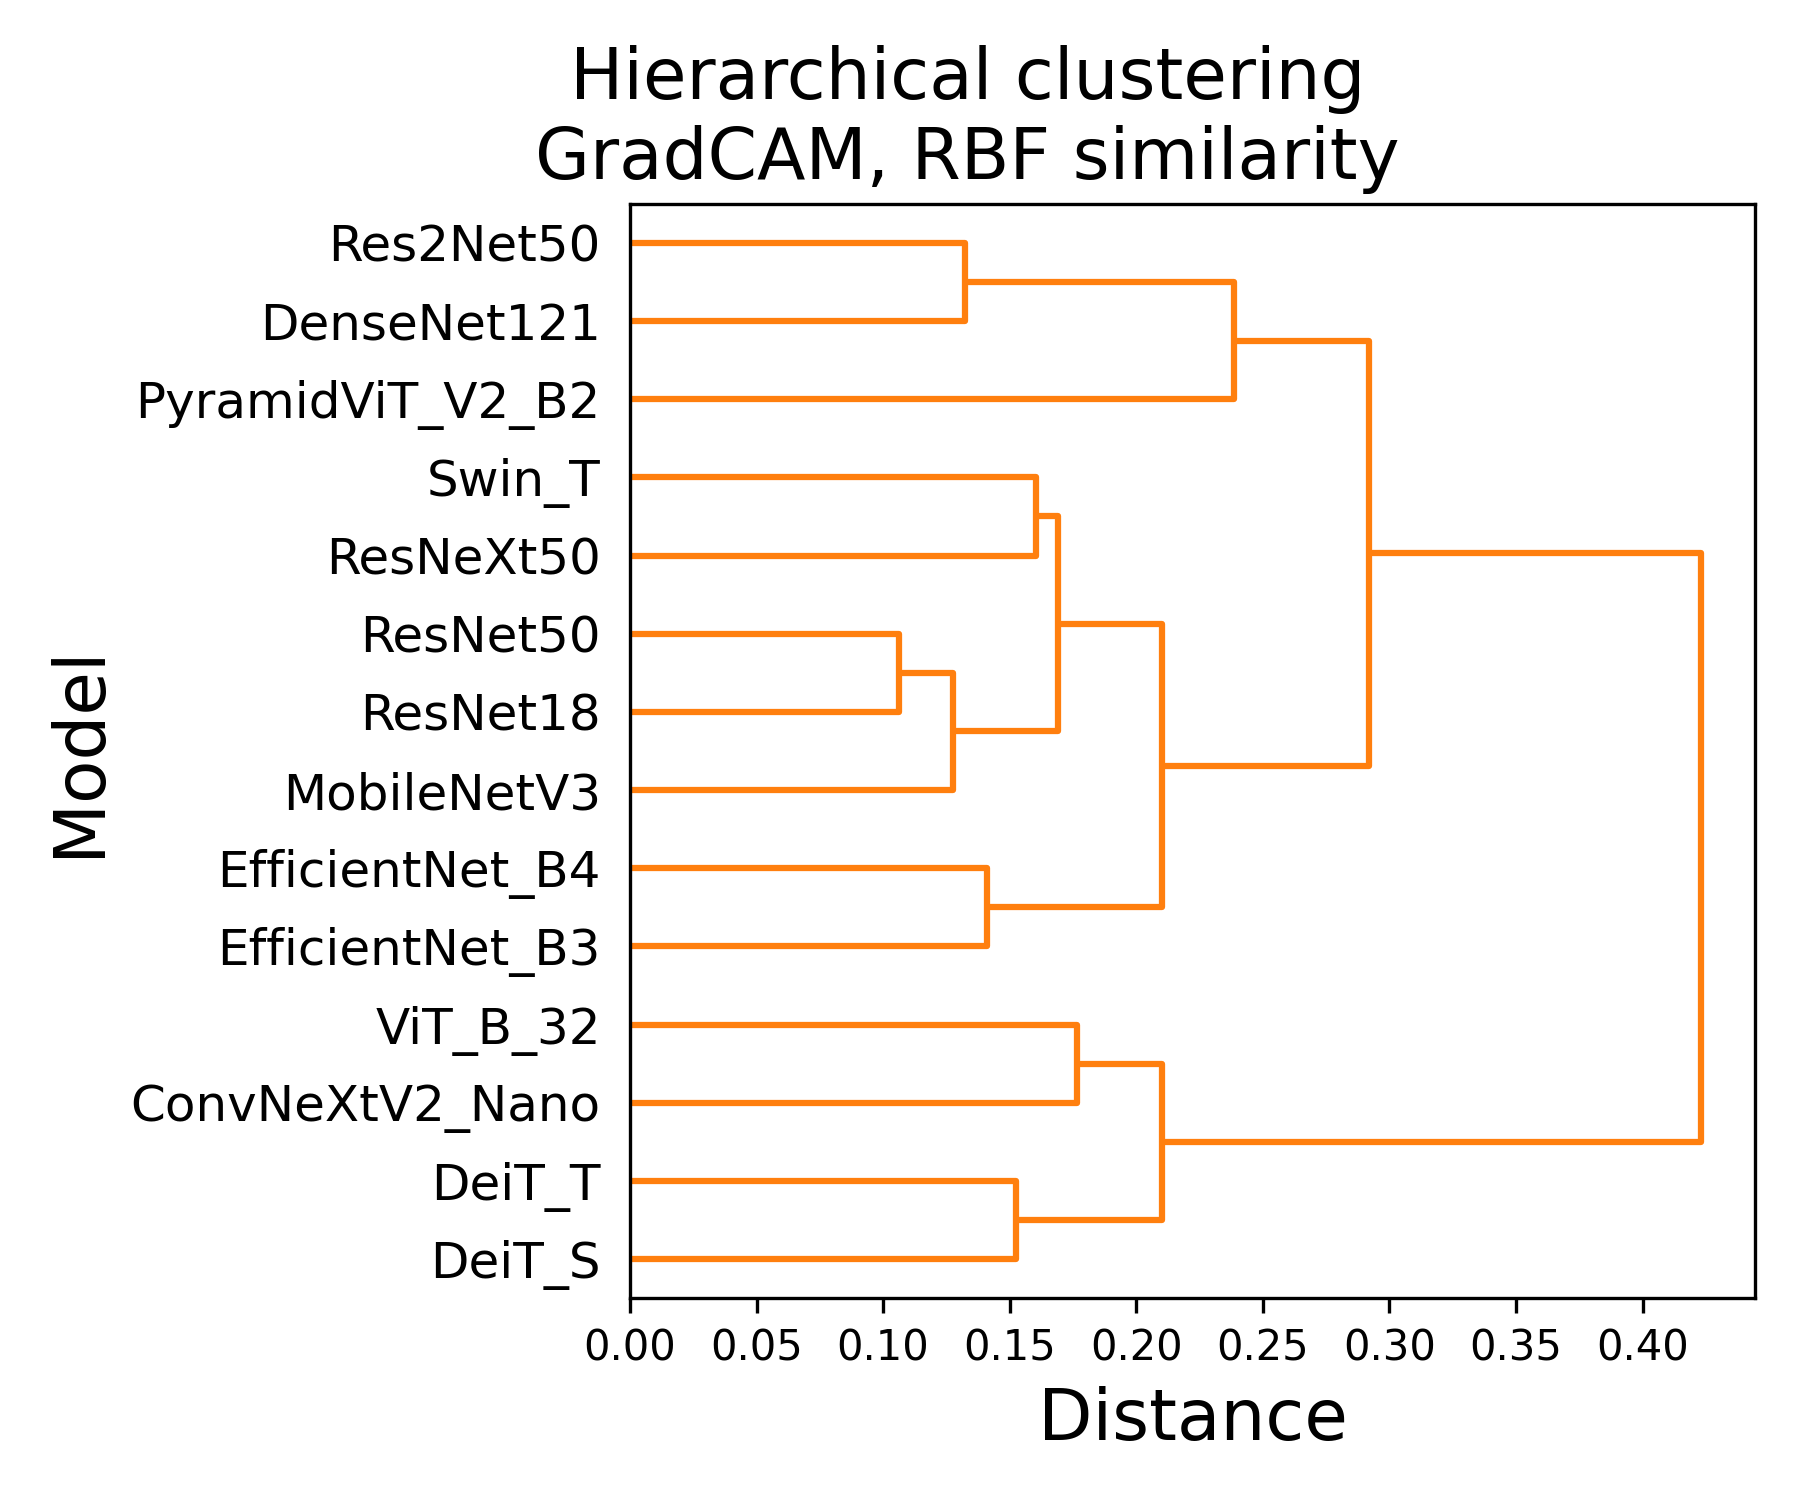 Hierarchical clustering
GradCAM, RBF similarity
Res2Net50
DenseNet121
PyramidViT_V2_B2
Swin_T
ResNeXt50
ResNet50
ResNet18
MobileNetV3
EfficientNet_B4
EfficientNet_B3
ViT_B_32
ConvNeXtV2_Nano
DeiT_T
DeiT_S
Model
0.00 0.05 0.10 0.15 0.20 0.25 0.30 0.35 0.40
Distance